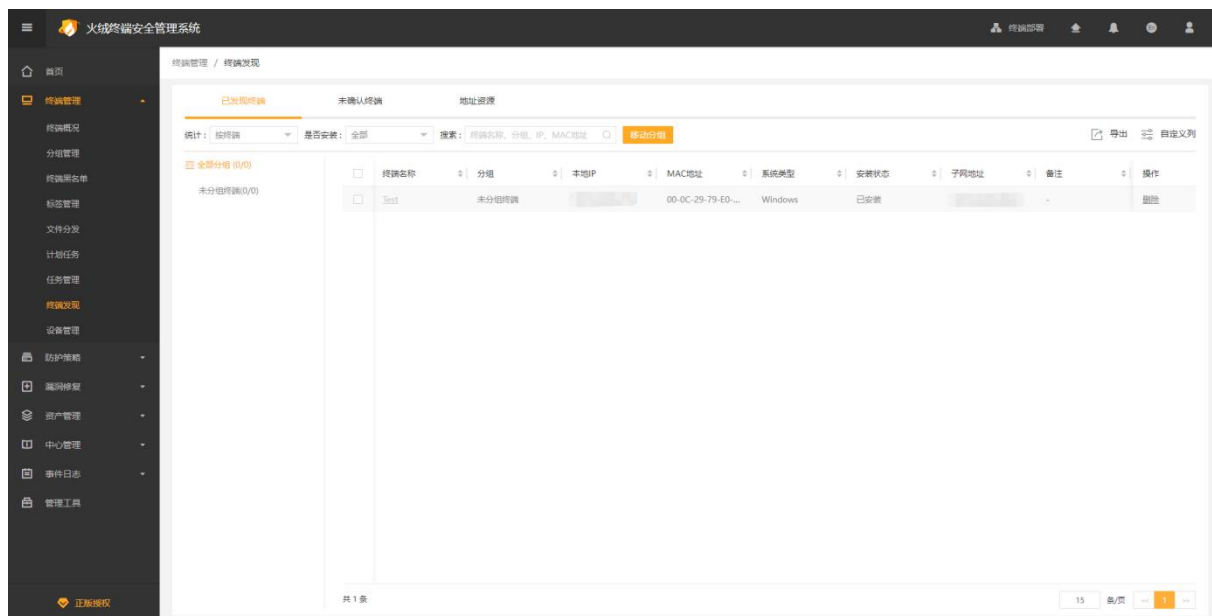 火绒终端安全管理系统
终端部署
首页
终端管理
终端概况
分组管理
终端黑名单
标签管理
文件分发
计划任务
任务管理
终端发现
设备管理
防护策略
漏洞修复
资产管理
中心管理
事件日志
管理工具
正版授权
终端管理 / 终端发现
已发现终端 未确认终端 地址资源
统计： 按终端 是否安装： 全部 搜索： 终端名称、分组、IP、MAC地址 移动分组 导出 自定义列
全部分组 (0/0)
未分组终端(0/0)
终端名称 分组 本地IP MAC地址 系统类型 安装状态 子网地址 备注 操作
Test 未分组终端 00-0C-29-79-E0-... Windows 已安装 - 删除
共 1 条 15 条/页 1